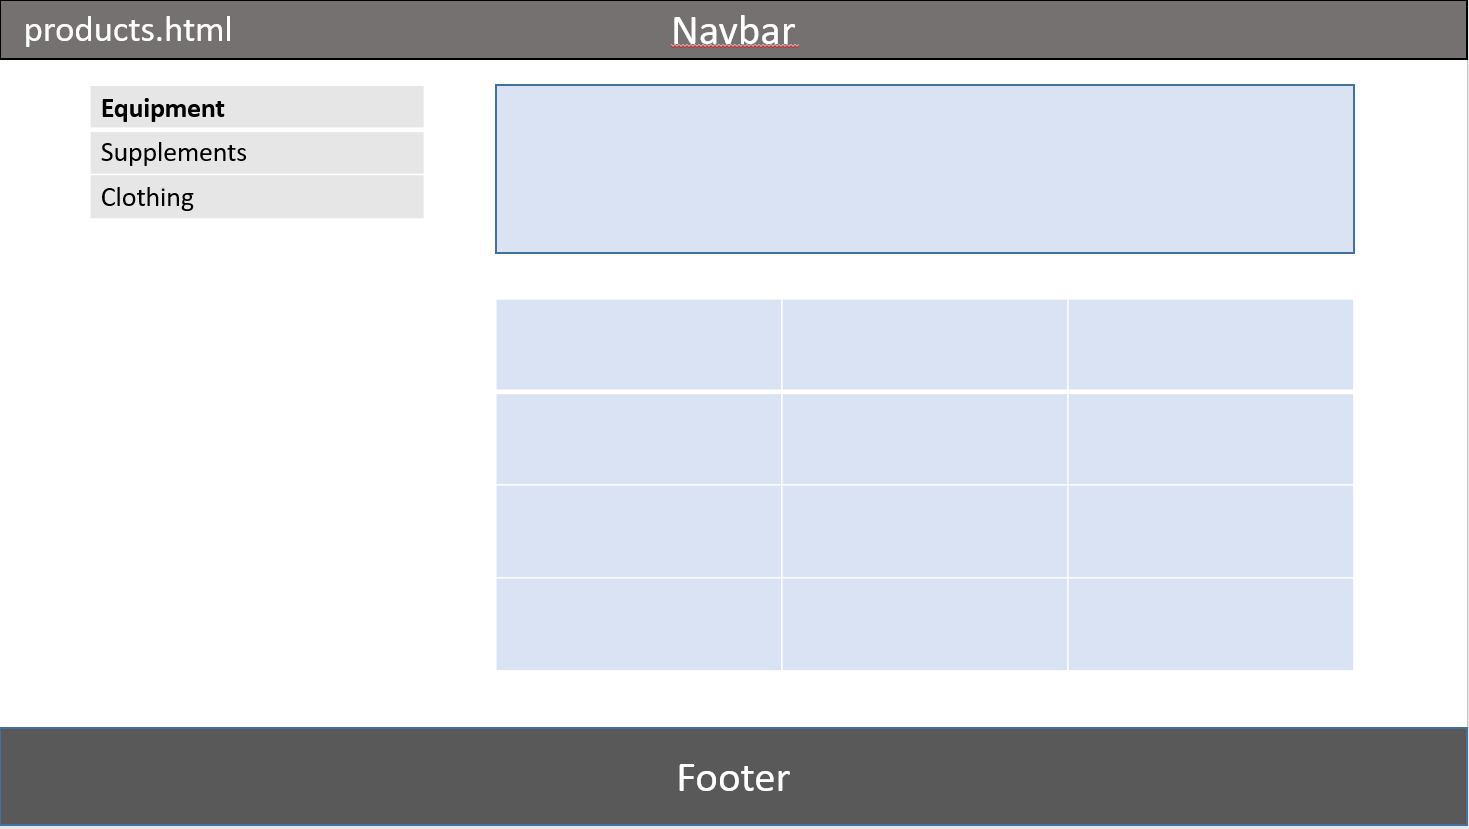 products.html
Navbar
Equipment
Supplements
Clothing
Footer